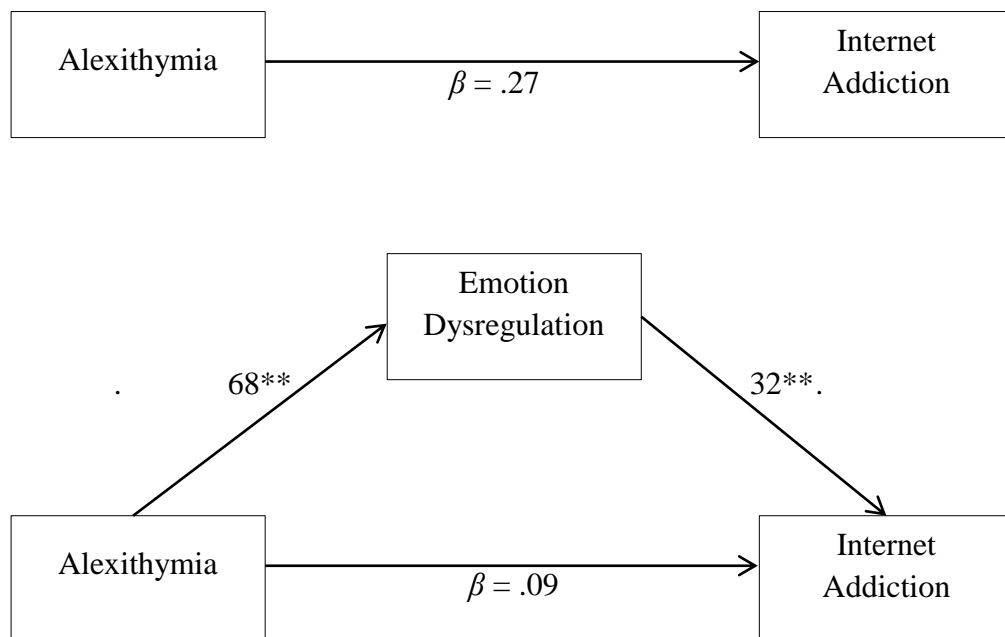 Alexithymia
Internet
Addiction
β = .27
Emotion
Dysregulation
. 68**
32**.
Alexithymia
Internet
Addiction
β = .09